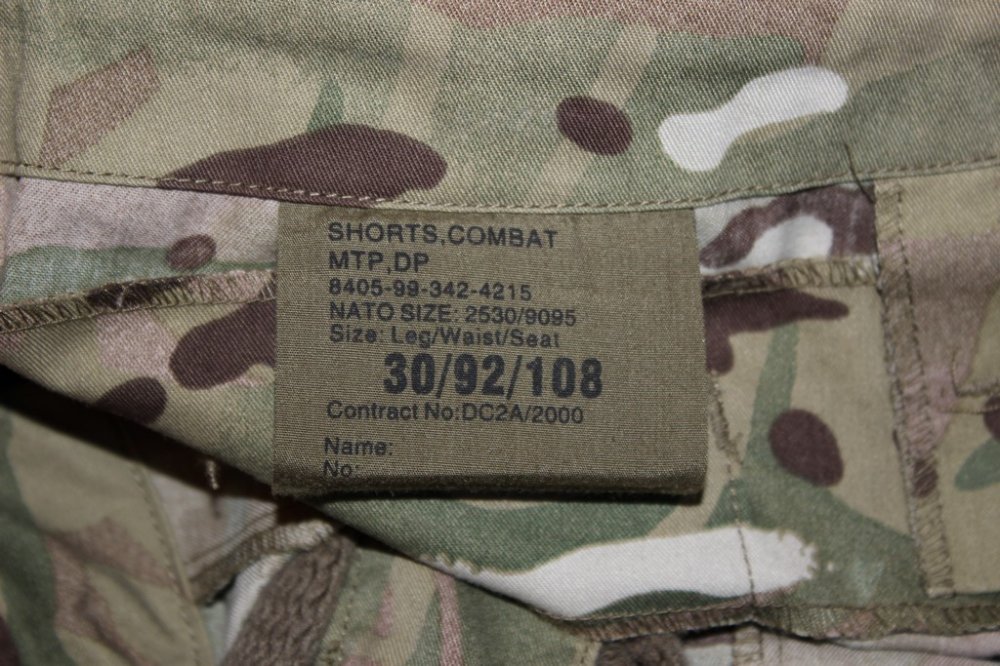 SHORTS,COMBAT
MTP,DP
8405-99-342-4215
NATO SIZE: 2530/9095
Size: Leg/Waist/Seat
30/92/108
Contract No:DC2A/2000
Name:
No: